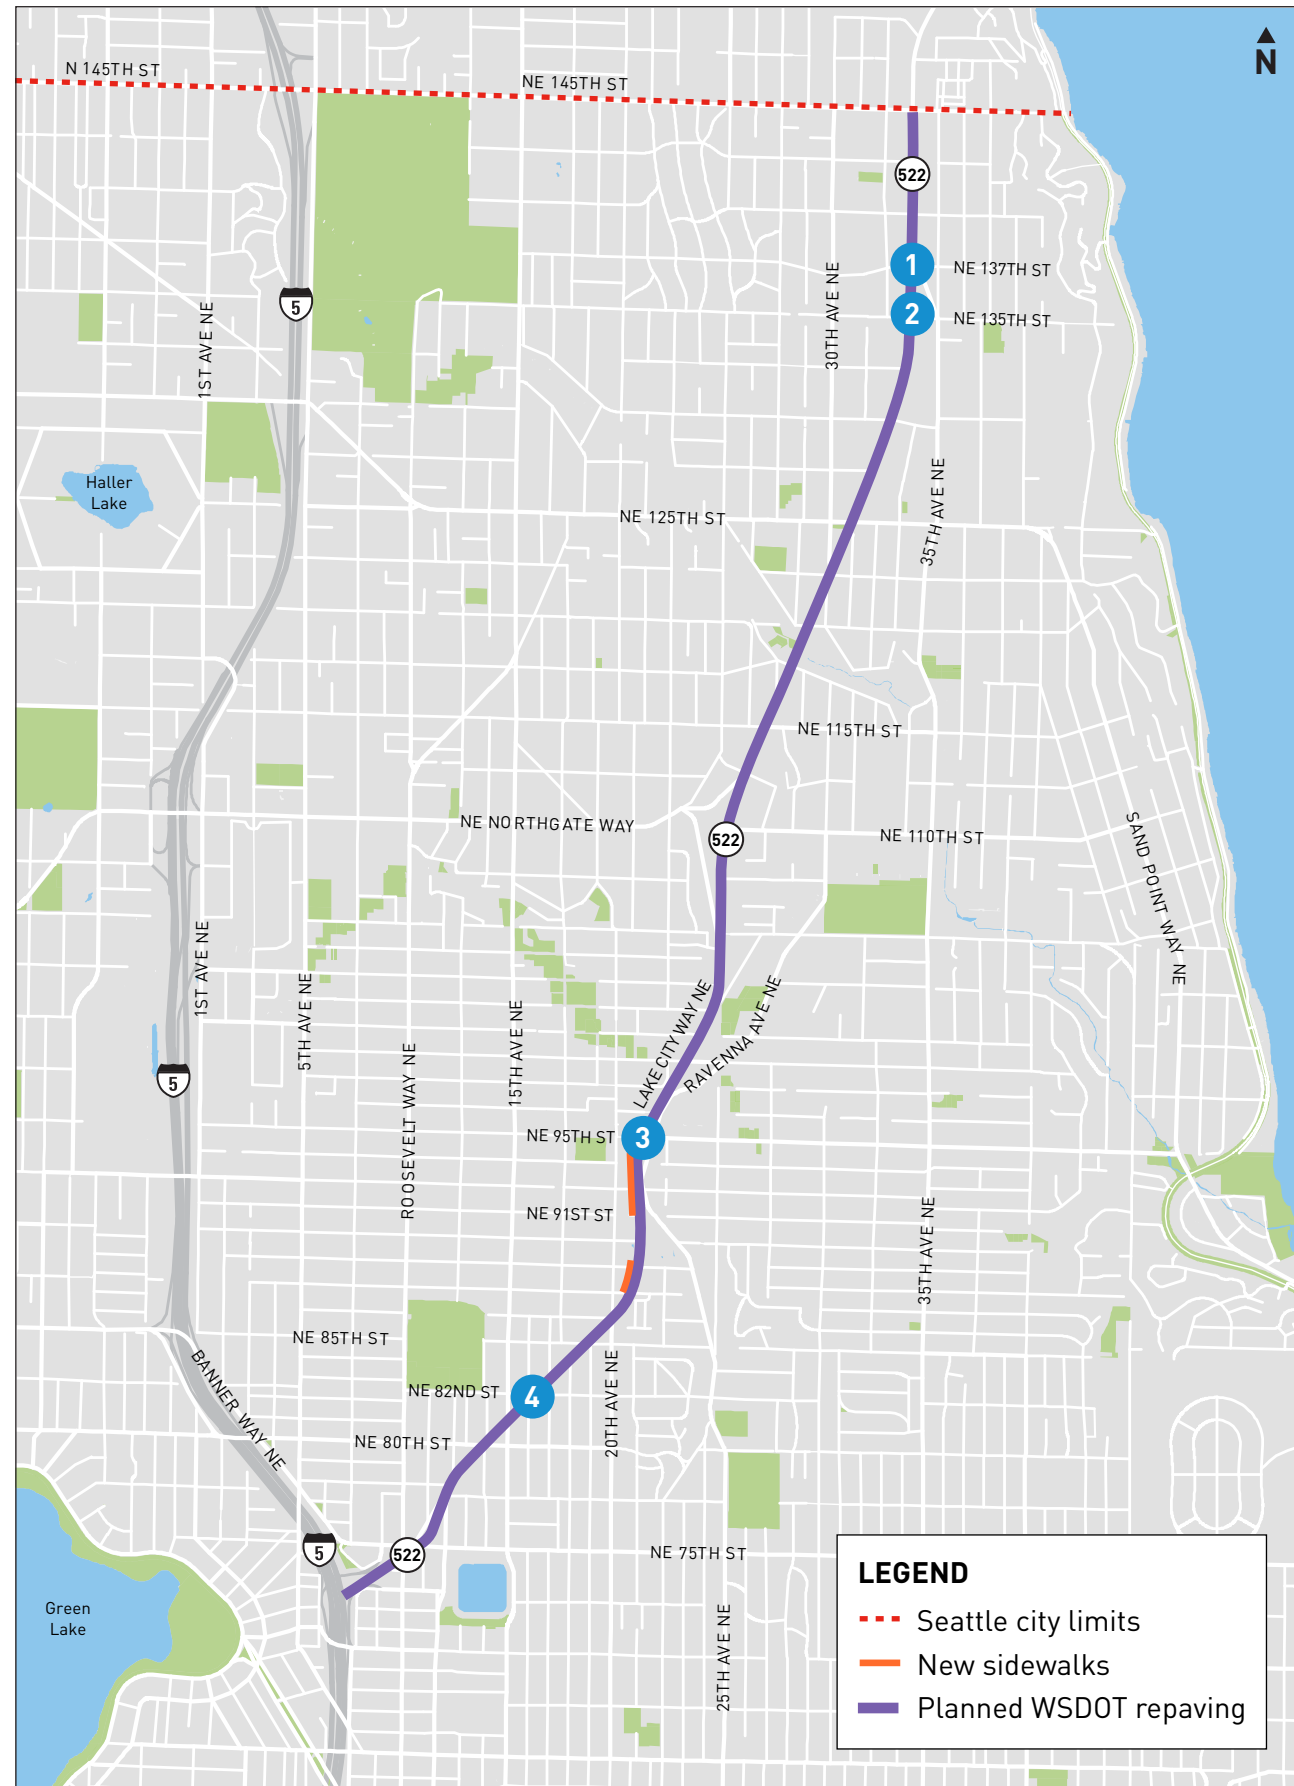 N
N 145TH ST
NE 145TH ST
522
1
NE 137TH ST
30TH AVE NE
5
1ST AVE NE
2
NE 135TH ST
Haller
Lake
35TH AVE NE
NE 125TH ST
NE 115TH ST
NE NORTHGATE WAY
522
NE 110TH ST
SAND POINT WAY NE
1ST AVE NE
5TH AVE NE
15TH AVE NE
LAKE CITY WAY NE
RAVENNA AVE NE
ROOSEVELT WAY NE
5
NE 95TH ST
3
NE 91ST ST
35TH AVE NE
NE 85TH ST
BANNER WAY NE
NE 82ND ST
4
20TH AVE NE
NE 80TH ST
5
522
NE 75TH ST
Green
Lake
25TH AVE NE
LEGEND
Seattle city limits
New sidewalks
Planned WSDOT repaving